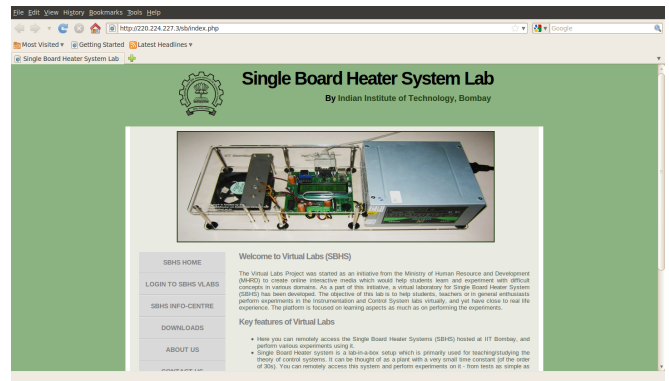 File Edit View History Bookmarks Tools Help
http://220.224.227.3/sb/index.php
Google
Most Visited Getting Started Latest Headlines
Single Board Heater System Lab
Single Board Heater System Lab
By Indian Institute of Technology, Bombay
SBHS HOME
LOGIN TO SBHS VLABS
SBHS INFO-CENTRE
DOWNLOADS
ABOUT US
CONTACT US
Welcome to Virtual Labs (SBHS)
The Virtual Labs Project was started as an initiative from the Ministry of Human Resource and Development
(MHRD) to create online interactive media which would help students learn and experiment with difficult
concepts in various domains. As a part of this initiative, a virtual laboratory for Single Board Heater System
(SBHS) has been developed. The objective of this lab is to help students, teachers or in general enthusiasts
perform experiments in the Instrumentation and Control System labs virtually, and yet have close to real life
experience. The platform is focused on learning aspects as much as on performing the experiments.
Key features of Virtual Labs
Here you can remotely access the Single Board Heater Systems (SBHS) hosted at IIT Bombay, and
perform various experiments using it.
Single Board Heater system is a lab-in-a-box setup which is primarily used for teaching/studying the
theory of control systems. It can be thought of as a plant with a very small time constant (of the order
of 30s). You can remotely access this system and perform experiments on it - from tests as simple as